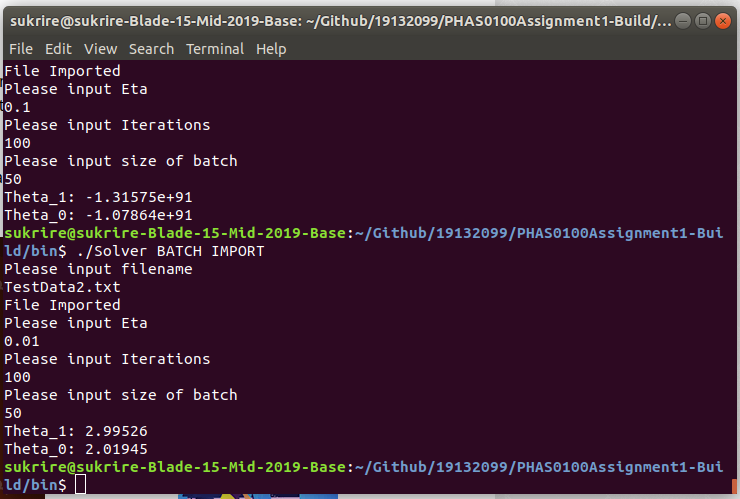 sukrire@sukrire-Blade-15-Mid-2019-Base: ~/Github/19132099/PHAS0100Assignment1-Build/...
File Edit View Search Terminal Help
File Imported
Please input Eta
0.1
Please input Iterations
100
Please input size of batch
50
Theta_1: -1.31575e+91
Theta_0: -1.07864e+91
sukrire@sukrire-Blade-15-Mid-2019-Base:~/Github/19132099/PHAS0100Assignment1-Bui
ld/bin$ ./Solver BATCH IMPORT
Please input filename
TestData2.txt
File Imported
Please input Eta
0.01
Please input Iterations
100
Please input size of batch
50
Theta_1: 2.99526
Theta_0: 2.01945
sukrire@sukrire-Blade-15-Mid-2019-Base:~/Github/19132099/PHAS0100Assignment1-Bui
ld/bin$